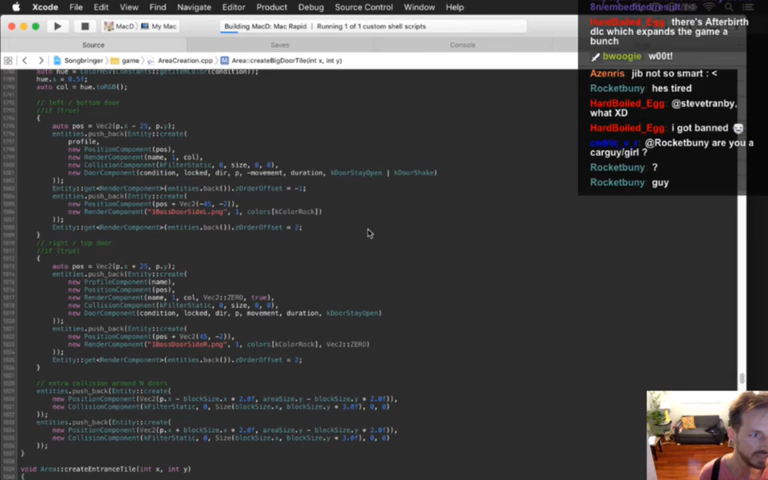 Xcode File Edit View Find Navigate Editor Product Debug Source Control Window Help
MacD My Mac Building MacD: Mac Rapid Running 1 of 1 custom shell scripts
Source Saves Console
Songbringer game AreaCreation.cpp Area::createBigDoorTile(int x, int y)
hue.s = 0.5f;
auto col = hue.toRGB();
// left / bottom door
//if (true)
{
auto pos = Vec2(p.x - 25, p.y);
entities.push_back(Entity::create(
profile,
new PositionComponent(pos),
new RenderComponent(name, 1, col),
new CollisionComponent(kFilterStatic, 0, size, 0, 0),
new DoorComponent(condition, locked, dir, p, -movement, duration, kDoorStayOpen | kDoorShake)
));
Entity::get<RenderComponent>(entities.back()).zOrderOffset = -1;
entities.push_back(Entity::create(
new PositionComponent(pos + Vec2(-45, -2)),
new RenderComponent("1BossDoorSideL.png", 1, colors[kColorRock])
));
Entity::get<RenderComponent>(entities.back()).zOrderOffset = 2;
}
// right / top door
//if (true)
{
auto pos = Vec2(p.x + 25, p.y);
entities.push_back(Entity::create(
new ProfileComponent(name),
new PositionComponent(pos),
new RenderComponent(name, 1, col, Vec2::ZERO, true),
new CollisionComponent(kFilterStatic, 0, size, 0, 0),
new DoorComponent(condition, locked, dir, p, movement, duration, kDoorStayOpen)
));
entities.push_back(Entity::create(
new PositionComponent(pos + Vec2(45, -2)),
new RenderComponent("1BossDoorSideR.png", 1, colors[kColorRock], Vec2::ZERO)
));
Entity::get<RenderComponent>(entities.back()).zOrderOffset = 2;
}
// extra collision around N doors
entities.push_back(Entity::create(
new PositionComponent(Vec2(p.x - blockSize.x * 2.0f, areaSize.y - blockSize.y * 2.0f)),
new CollisionComponent(kFilterStatic, 0, Size(blockSize.x, blockSize.y * 3.0f), 0, 0)
));
entities.push_back(Entity::create(
new PositionComponent(Vec2(p.x + blockSize.x * 2.0f, areaSize.y - blockSize.y * 2.0f)),
new CollisionComponent(kFilterStatic, 0, Size(blockSize.x, blockSize.y * 3.0f), 0, 0)
));
}
void Area::createEntranceTile(int x, int y)
HardBoiled_Egg there's Afterbirth
dlc which expands the game a
bunch
bwoogie w00t!
Azenris: jib not so smart : <
Rocketbuny: hes tired
HardBoiled_Egg: @stevetranby,
what XD
HardBoiled_Egg: i got banned
@Rocketbuny are you a
carguy/girl ?
Rocketbuny: ?
Rocketbuny: guy